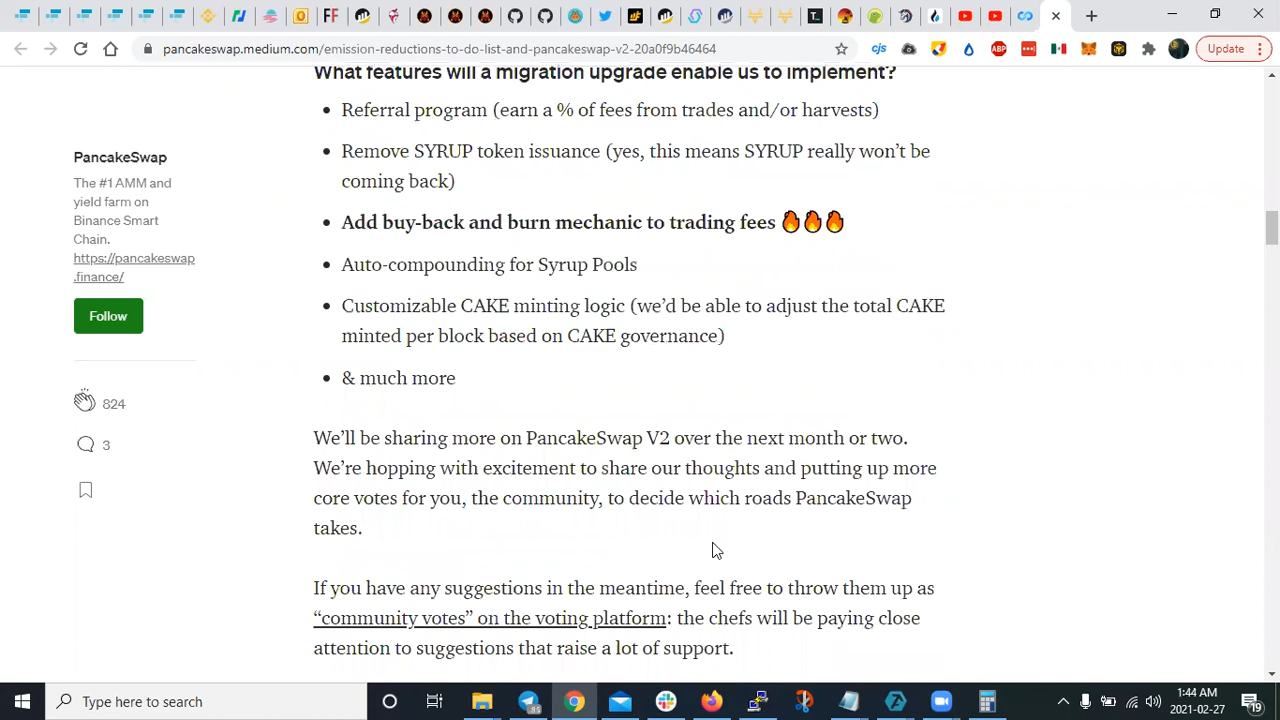 pancakeswap.medium.com/emission-reductions-to-do-list-and-pancakeswap-v2-20a0f9b46464
cjs
ABP
Update
What features will a migration upgrade enable us to implement?
• Referral program (earn a % of fees from trades and/or harvests)
• Remove SYRUP token issuance (yes, this means SYRUP really won’t be
coming back)
• Add buy-back and burn mechanic to trading fees 🔥🔥🔥
• Auto-compounding for Syrup Pools
• Customizable CAKE minting logic (we’d be able to adjust the total CAKE
minted per block based on CAKE governance)
• & much more
We’ll be sharing more on PancakeSwap V2 over the next month or two.
We’re hopping with excitement to share our thoughts and putting up more
core votes for you, the community, to decide which roads PancakeSwap
takes.
If you have any suggestions in the meantime, feel free to throw them up as
“community votes” on the voting platform: the chefs will be paying close
attention to suggestions that raise a lot of support.
PancakeSwap
The #1 AMM and
yield farm on
Binance Smart
Chain.
https://pancakeswap
.finance/
Follow
824
3
Type here to search
85
1:44 AM
2021-02-27
19